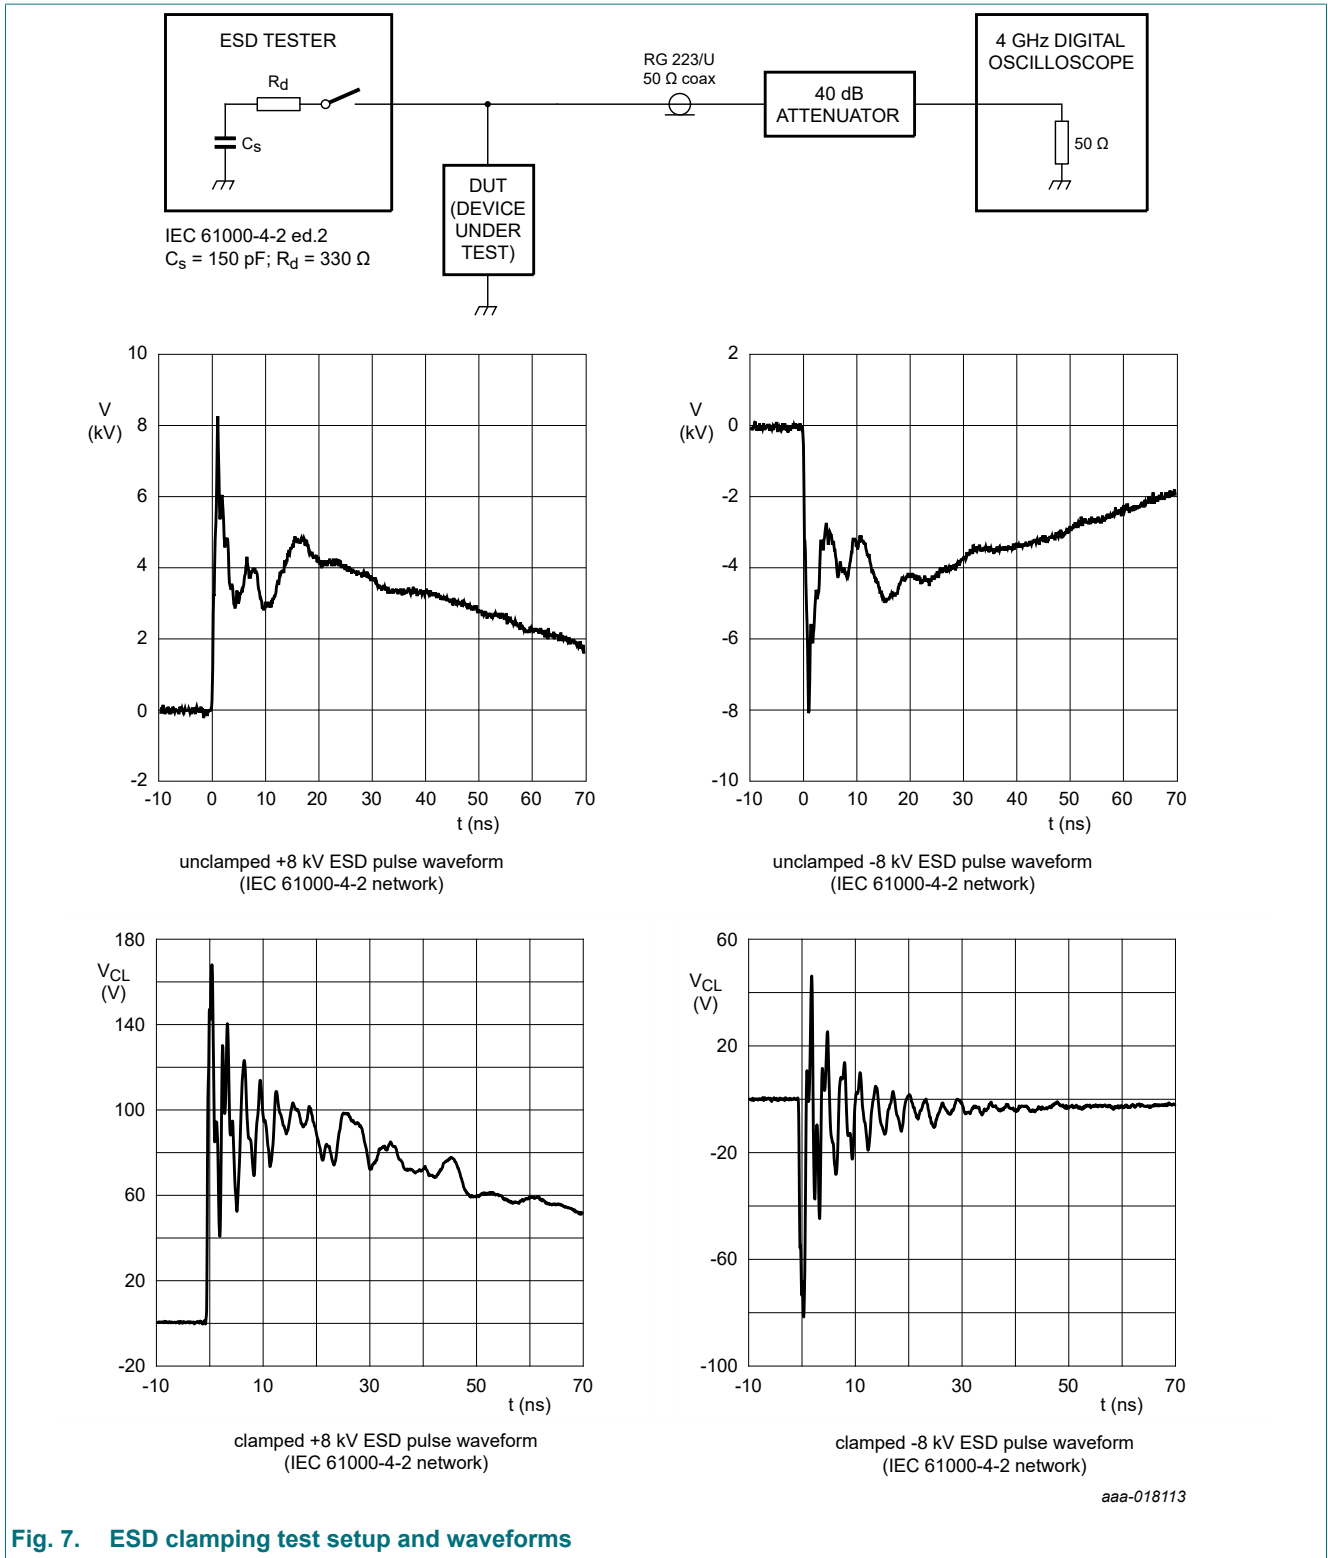 ESD TESTER
Rd
Cs
IEC 61000-4-2 ed.2
Cs = 150 pF; Rd = 330 Ω
DUT
(DEVICE
UNDER
TEST)
RG 223/U
50 Ω coax
40 dB
ATTENUATOR
4 GHz DIGITAL
OSCILLOSCOPE
50 Ω
V
(kV)
10
8
6
4
2
0
-2
-10 0 10 20 30 40 50 60 70
t (ns)
unclamped +8 kV ESD pulse waveform
(IEC 61000-4-2 network)
V
(kV)
2
0
-2
-4
-6
-8
-10
-10 0 10 20 30 40 50 60 70
t (ns)
unclamped -8 kV ESD pulse waveform
(IEC 61000-4-2 network)
VCL
(V)
180
140
100
60
20
-20
-10 10 30 50 70
t (ns)
clamped +8 kV ESD pulse waveform
(IEC 61000-4-2 network)
VCL
(V)
60
20
-20
-60
-100
-10 10 30 50 70
t (ns)
clamped -8 kV ESD pulse waveform
(IEC 61000-4-2 network)
aaa-018113
Fig. 7. ESD clamping test setup and waveforms